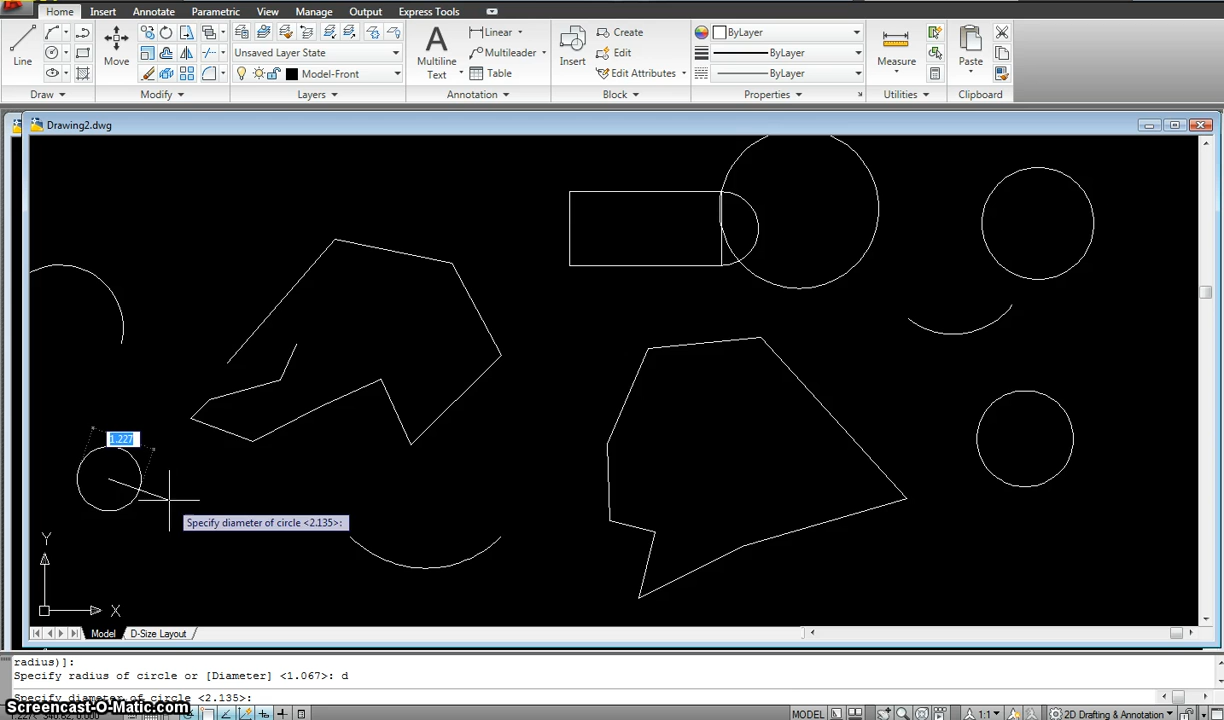 Home Insert Annotate Parametric View Manage Output Express Tools
Line
Move
Unsaved Layer State
Model-Front
Multiline
Text
Linear
Multileader
Table
Insert
Create
Edit
Edit Attributes
ByLayer
ByLayer
ByLayer
Measure
Paste
Draw Modify Layers Annotation Block Properties Utilities Clipboard
Drawing2.dwg
1.227
Specify diameter of circle <2.135>:
Y
X
Model D-Size Layout
radius)]:
Specify radius of circle or [Diameter] <1.067>: d
Specify diameter of circle <2.135>:
Screencast-O-Matic.com
MODEL 1:1 2D Drafting & Annotation